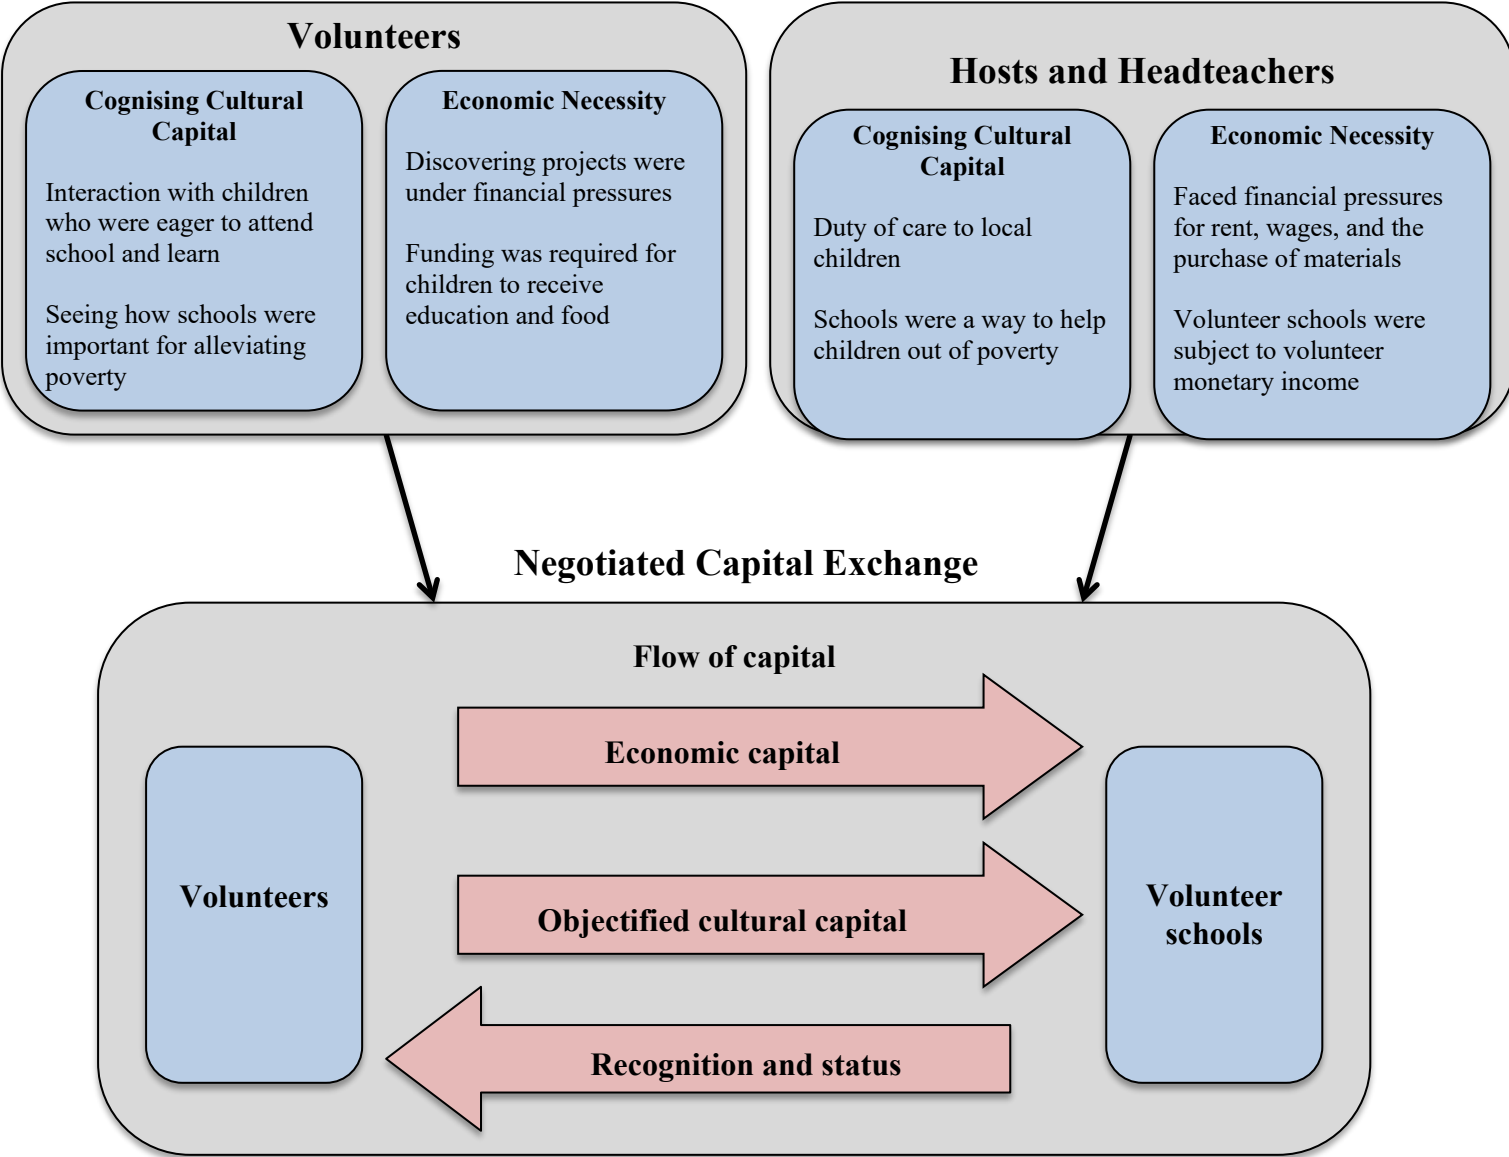 Volunteers
Cognising Cultural
Capital
Interaction with children
who were eager to attend
school and learn
Seeing how schools were
important for alleviating
poverty
Economic Necessity
Discovering projects were
under financial pressures
Funding was required for
children to receive
education and food
Hosts and Headteachers
Cognising Cultural
Capital
Duty of care to local
children
Schools were a way to help
children out of poverty
Economic Necessity
Faced financial pressures
for rent, wages, and the
purchase of materials
Volunteer schools were
subject to volunteer
monetary income
Negotiated Capital Exchange
Flow of capital
Volunteers
Economic capital
Objectified cultural capital
Recognition and status
Volunteer
schools